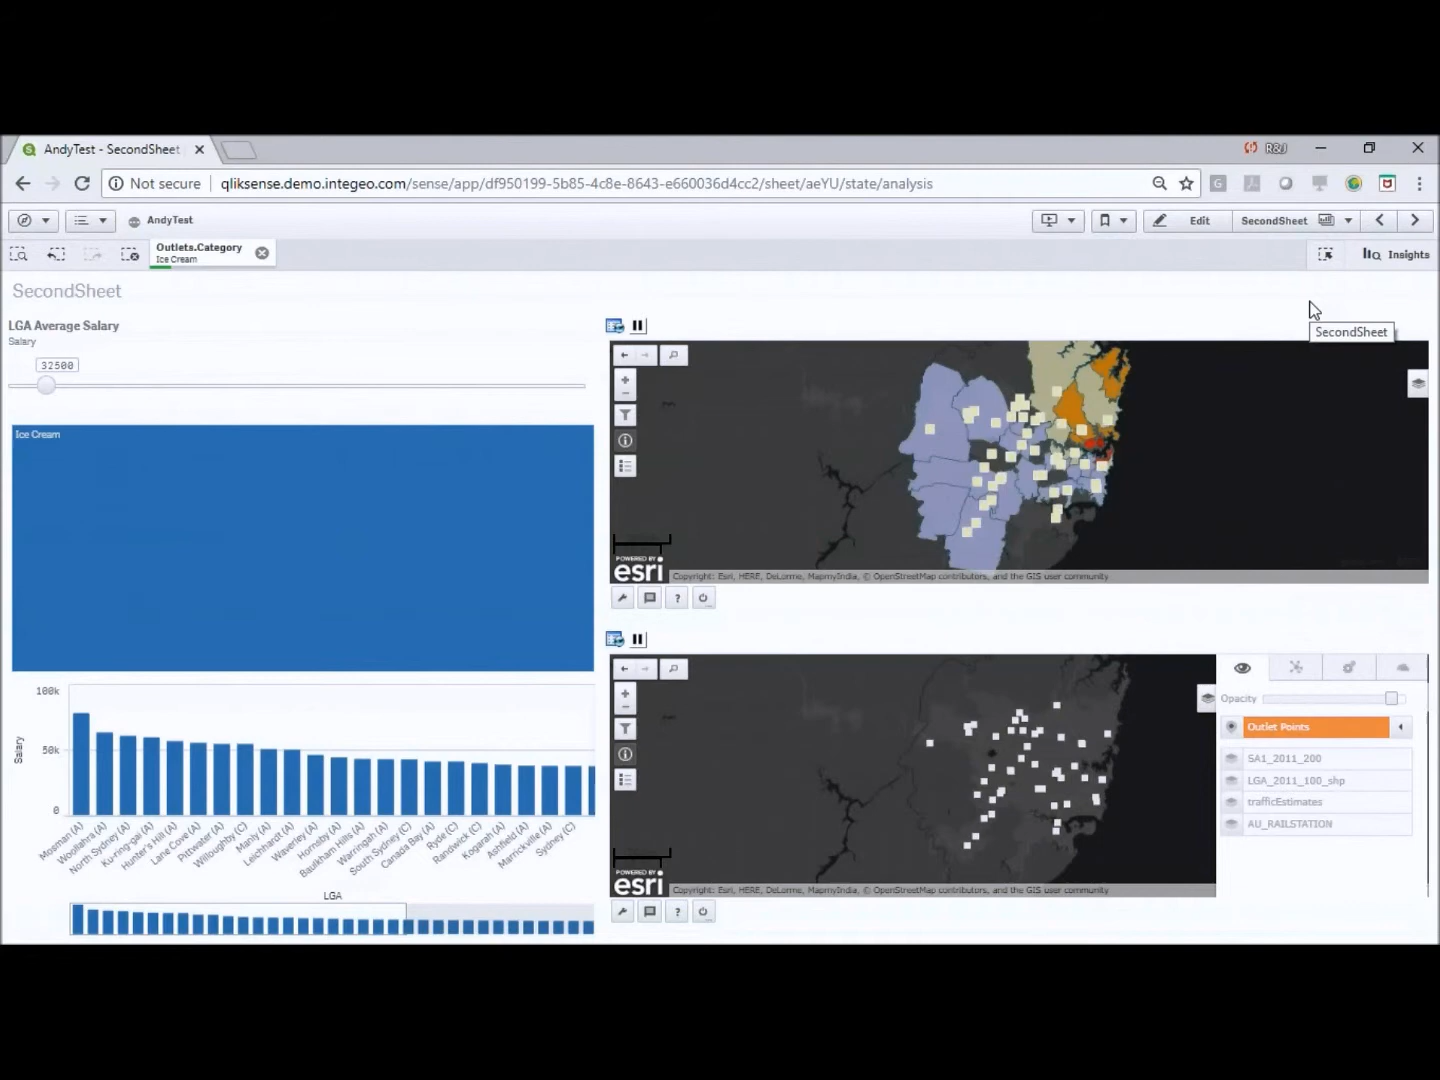 AndyTest - SecondSheet
R&J
Not secure
qliksense.demo.integeo.com/sense/app/df950199-5b85-4c8e-8643-e660036d4cc2/sheet/aeYU/state/analysis
AndyTest
Edit
SecondSheet
Outlets.Category
Ice Cream
Insights
SecondSheet
SecondSheet
LGA Average Salary
Salary
32500
Ice Cream
POWERED BY
esri
Copyright: Esri, HERE, DeLorme, MapmyIndia, © OpenStreetMap contributors, and the GIS user community
?
Opacity
Outlet Points
SA1_2011_200
LGA_2011_100_shp
trafficEstimates
AU_RAILSTATION
POWERED BY
esri
Copyright: Esri, HERE, DeLorme, MapmyIndia, © OpenStreetMap contributors, and the GIS user community
?
100k
50k
0
Salary
Mosman (A)
Woollahra (A)
North Sydney (A)
Ku-ring-gai (A)
Hunter's Hill (A)
Lane Cove (A)
Pittwater (A)
Willoughby (C)
Manly (A)
Leichhardt (A)
Waverley (A)
Hornsby (A)
Baulkham Hills (A)
Warringah (A)
South Sydney (C)
Canada Bay (A)
Ryde (C)
Randwick (C)
Kogarah (A)
Ashfield (A)
Marrickville (A)
Sydney (C)
LGA